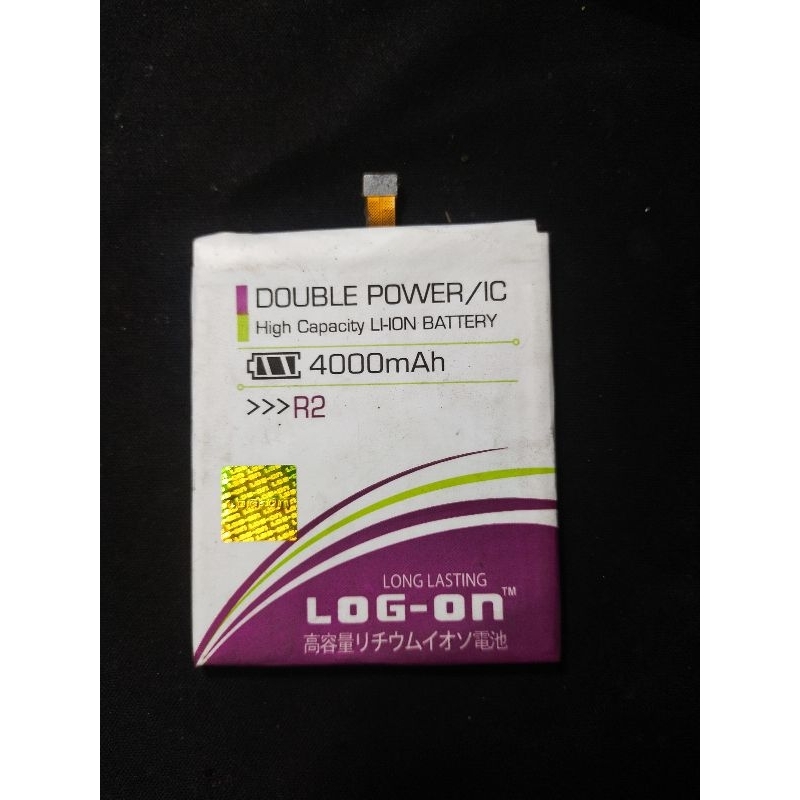 DOUBLE POWER/IC
High Capacity LI-ION BATTERY
4000mAh
>>>R2
LONG LASTING
LOG-ON™
高容量リチウムイオソ電池